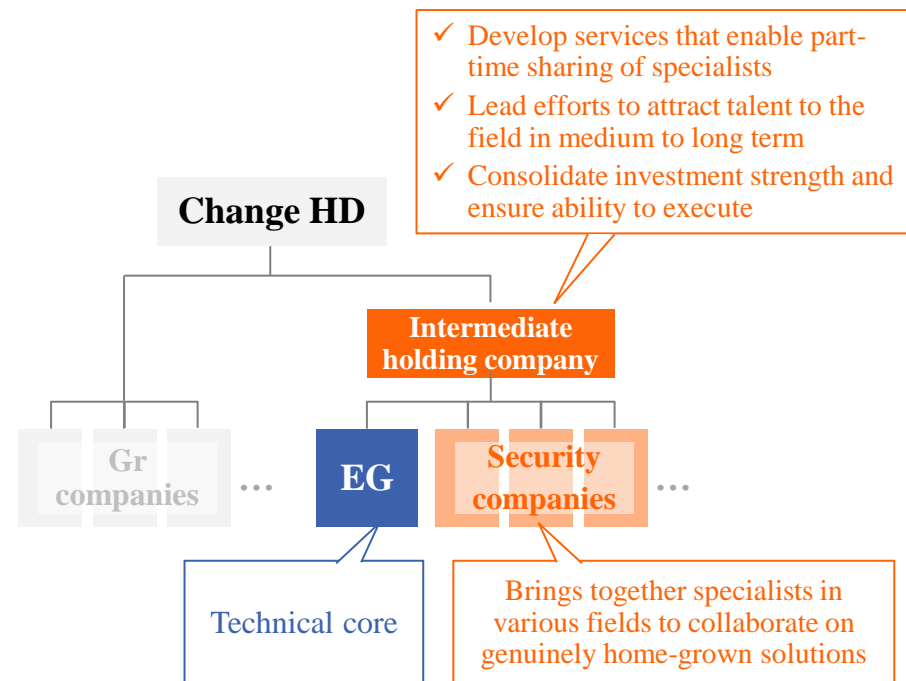 ✓ Develop services that enable part-
time sharing of specialists
✓ Lead efforts to attract talent to the
field in medium to long term
✓ Consolidate investment strength and
ensure ability to execute
Change HD
Intermediate
holding company
Gr
companies
...
EG
Security
companies
...
Technical core
Brings together specialists in
various fields to collaborate on
genuinely home-grown solutions